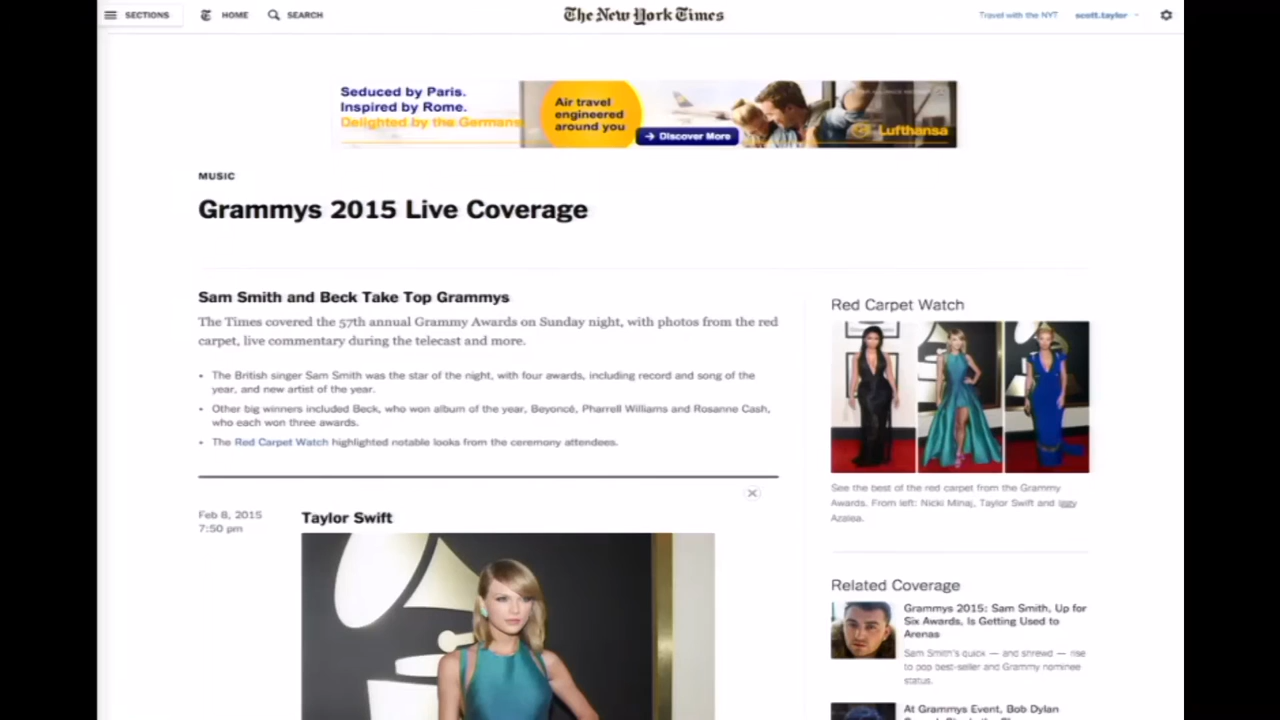 SECTIONS
HOME
SEARCH
The New York Times
Travel with the NYT
scott.taylor
Seduced by Paris.
Inspired by Rome.
Delighted by the Germans.
Air travel
engineered
around you
→ Discover More
Lufthansa
MUSIC
Grammys 2015 Live Coverage
Sam Smith and Beck Take Top Grammys
The Times covered the 57th annual Grammy Awards on Sunday night, with photos from the red
carpet, live commentary during the telecast and more.
• The British singer Sam Smith was the star of the night, with four awards, including record and song of the
year, and new artist of the year.
• Other big winners included Beck, who won album of the year, Beyoncé, Pharrell Williams and Rosanne Cash,
who each won three awards.
• The Red Carpet Watch highlighted notable looks from the ceremony attendees.
Feb 8, 2015
7:50 pm
Taylor Swift
Red Carpet Watch
See the best of the red carpet from the Grammy
Awards. From left: Nicki Minaj, Taylor Swift and Iggy
Azalea.
Related Coverage
Grammys 2015: Sam Smith, Up for
Six Awards, Is Getting Used to
Arenas
Sam Smith's quick — and shrewd — rise
to pop best-seller and Grammy nominee
status.
At Grammys Event, Bob Dylan